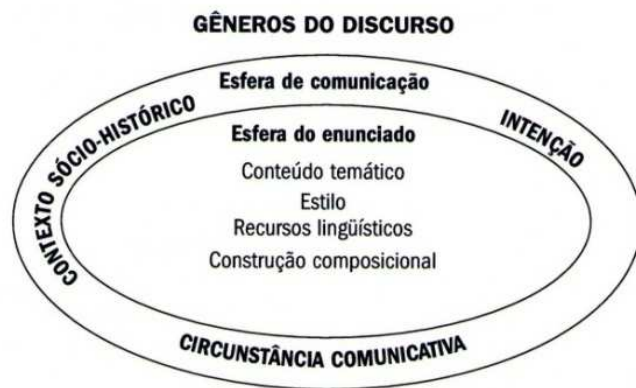 GÊNEROS DO DISCURSO
Esfera de comunicação
CONTEXTO SÓCIO-HISTÓRICO
INTENÇÃO
Esfera do enunciado
Conteúdo temático
Estilo
Recursos lingüísticos
Construção composicional
CIRCUNSTÂNCIA COMUNICATIVA